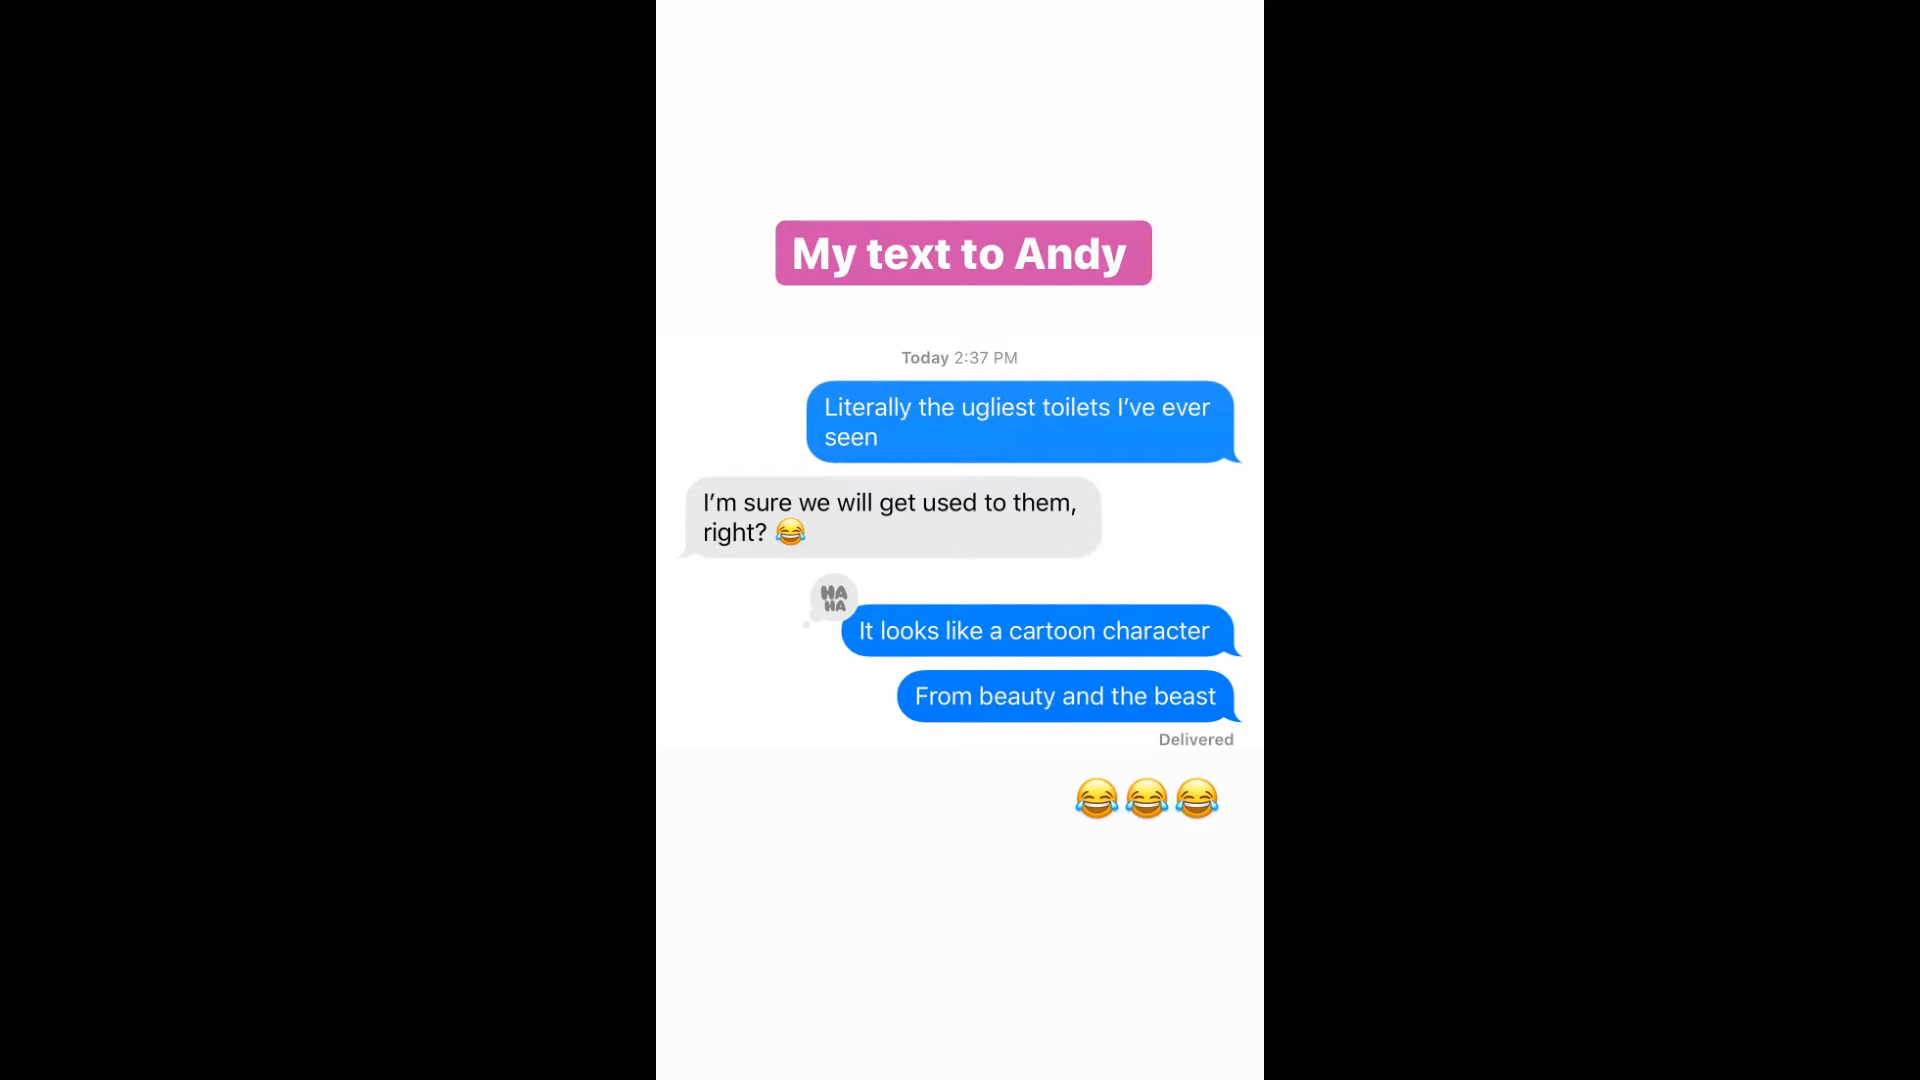 My text to Andy
Today 2:37 PM
Literally the ugliest toilets I’ve ever
seen
I’m sure we will get used to them,
right? 😂
HA
HA
It looks like a cartoon character
From beauty and the beast
Delivered
😂😂😂